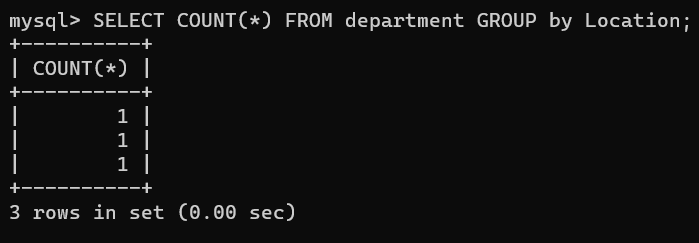 mysql> SELECT COUNT(*) FROM department GROUP by Location;
+----------+
| COUNT(*) |
+----------+
|        1 |
|        1 |
|        1 |
+----------+
3 rows in set (0.00 sec)